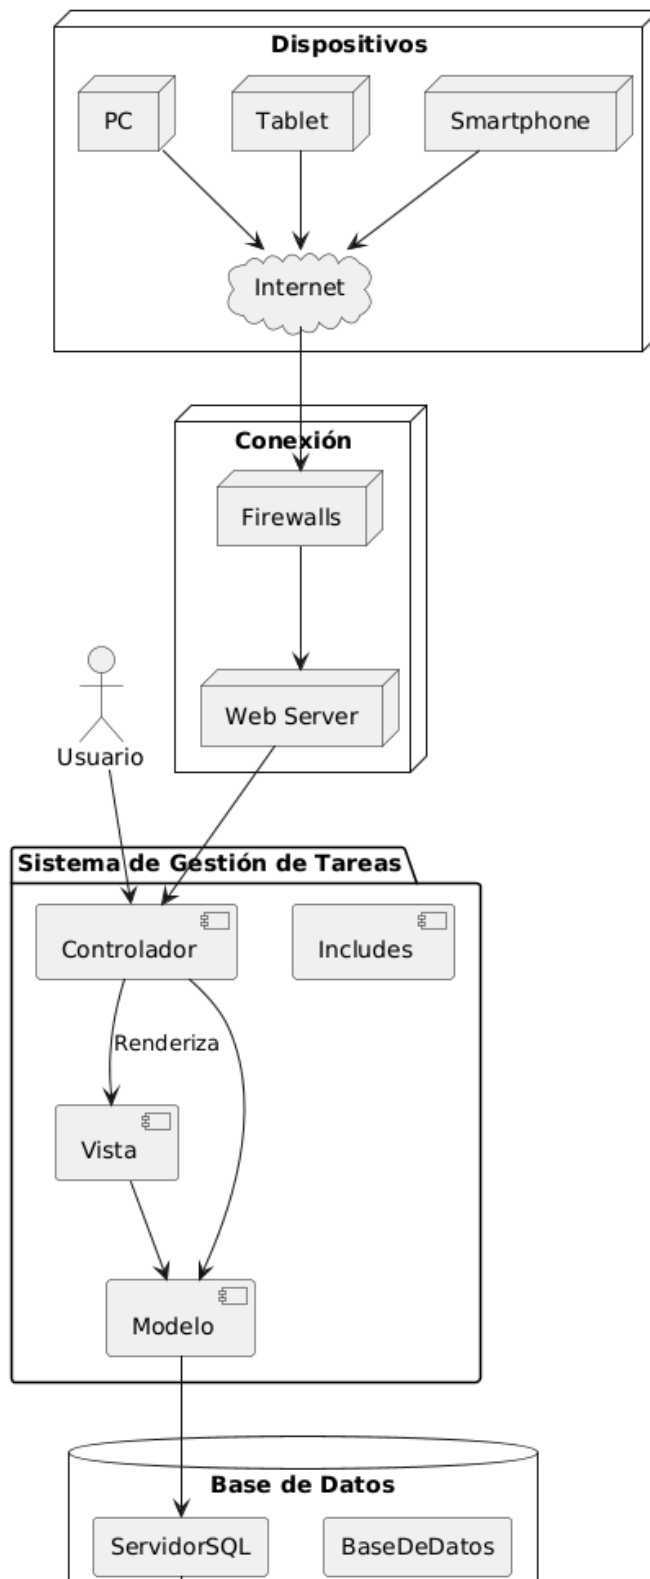 Dispositivos
PC
Tablet
Smartphone
Internet
Conexión
Firewalls
Web Server
Usuario
Sistema de Gestión de Tareas
Controlador
Includes
Renderiza
Vista
Modelo
Base de Datos
ServidorSQL
BaseDeDatos